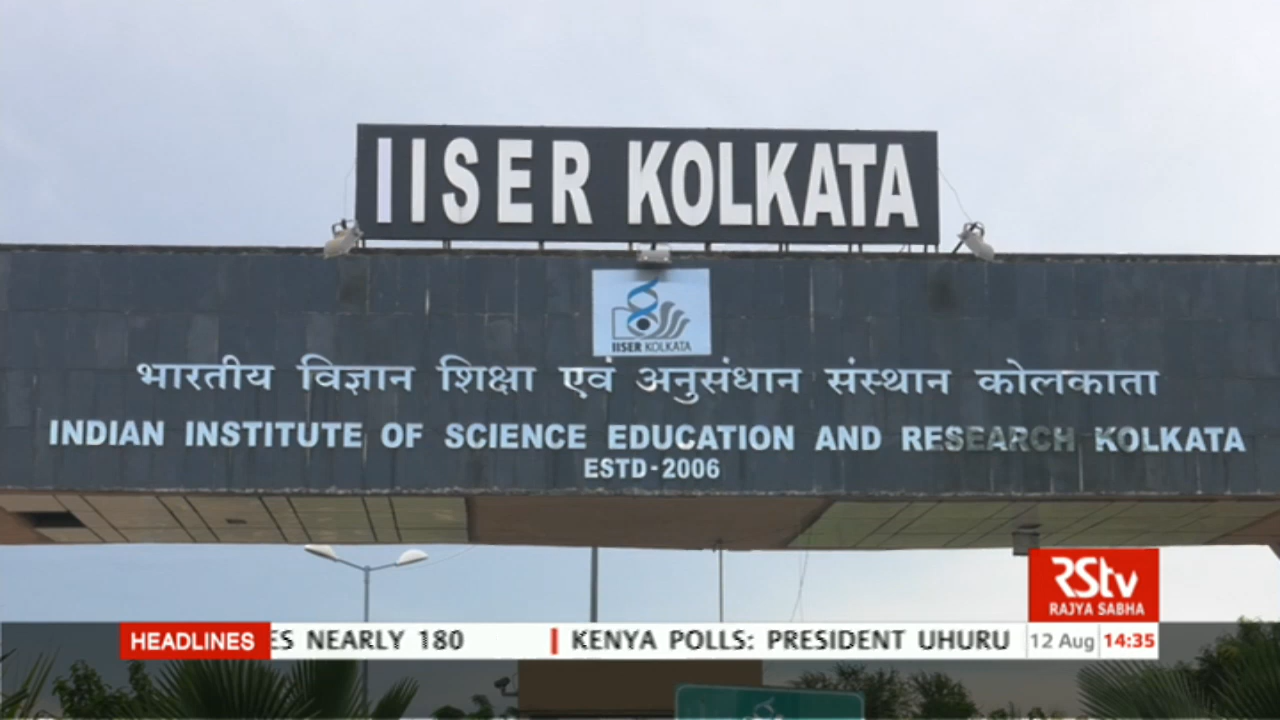 IISER KOLKATA
IISER KOLKATA
भारतीय विज्ञान शिक्षा एवं अनुसंधान संस्थान कोलकाता
INDIAN INSTITUTE OF SCIENCE EDUCATION AND RESEARCH KOLKATA
ESTD-2006
RStv
RAJYA SABHA
HEADLINES ES NEARLY 180 | KENYA POLLS: PRESIDENT UHURU 12 Aug 14:35